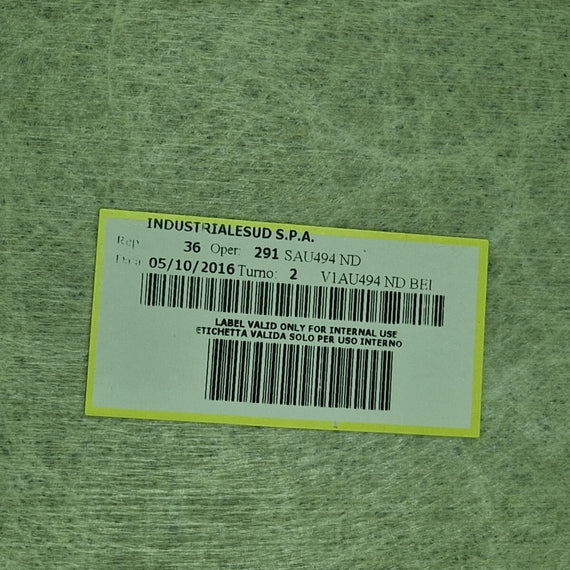 INDUSTRIALESUD S.P.A.
Rep 36 Oper: 291 SAU494 ND
Data 05/10/2016 Turno: 2 V1AU494 ND BEI
LABEL VALID ONLY FOR INTERNAL USE
ETICHETTA VALIDA SOLO PER USO INTERNO